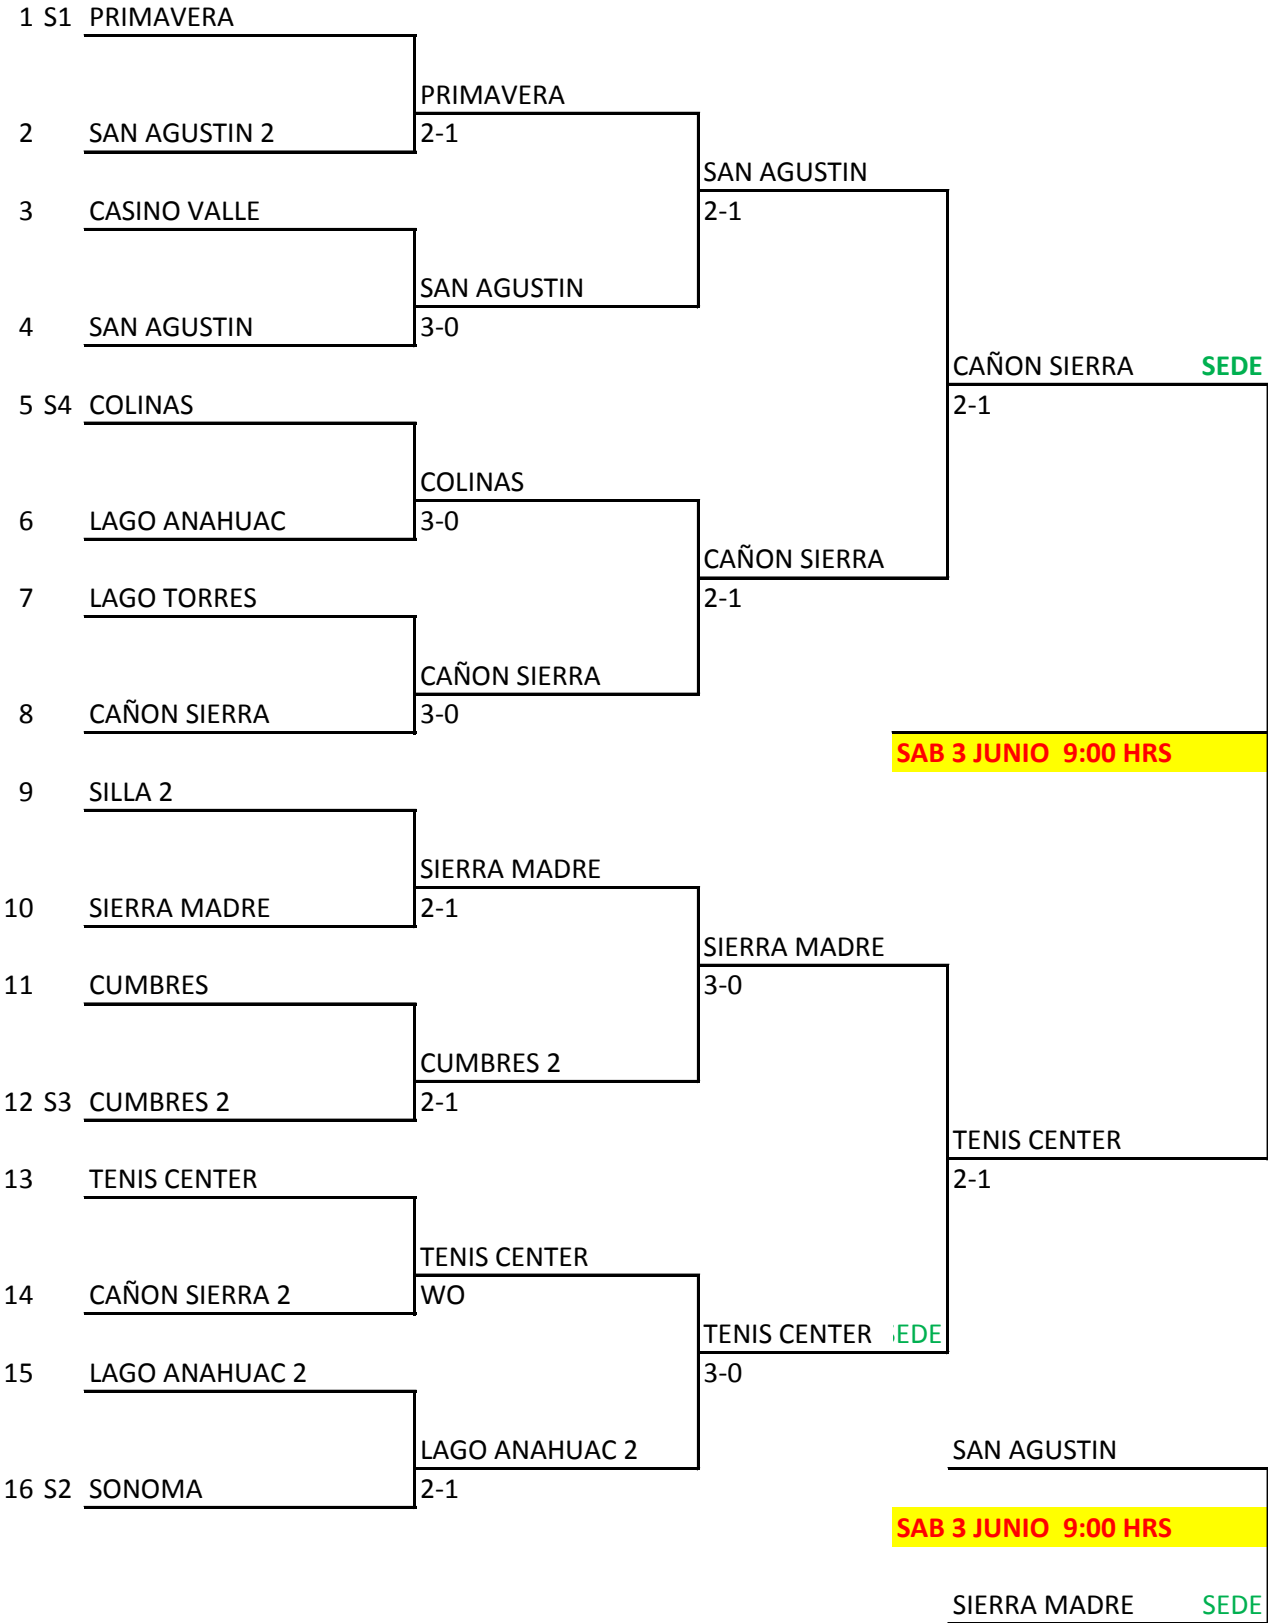 1 S1 PRIMAVERA
PRIMAVERA
2 SAN AGUSTIN 2 2-1
SAN AGUSTIN
3 CASINO VALLE 2-1
SAN AGUSTIN
4 SAN AGUSTIN 3-0
CAÑON SIERRA SEDE
5 S4 COLINAS 2-1
COLINAS
6 LAGO ANAHUAC 3-0
CAÑON SIERRA
7 LAGO TORRES 2-1
CAÑON SIERRA
8 CAÑON SIERRA 3-0
SAB 3 JUNIO 9:00 HRS
9 SILLA 2
SIERRA MADRE
10 SIERRA MADRE 2-1
SIERRA MADRE
11 CUMBRES 3-0
CUMBRES 2
12 S3 CUMBRES 2 2-1
TENIS CENTER
13 TENIS CENTER 2-1
TENIS CENTER
14 CAÑON SIERRA 2 WO
TENIS CENTER EDE
15 LAGO ANAHUAC 2 3-0
LAGO ANAHUAC 2 SAN AGUSTIN
16 S2 SONOMA 2-1
SAB 3 JUNIO 9:00 HRS
SIERRA MADRE SEDE